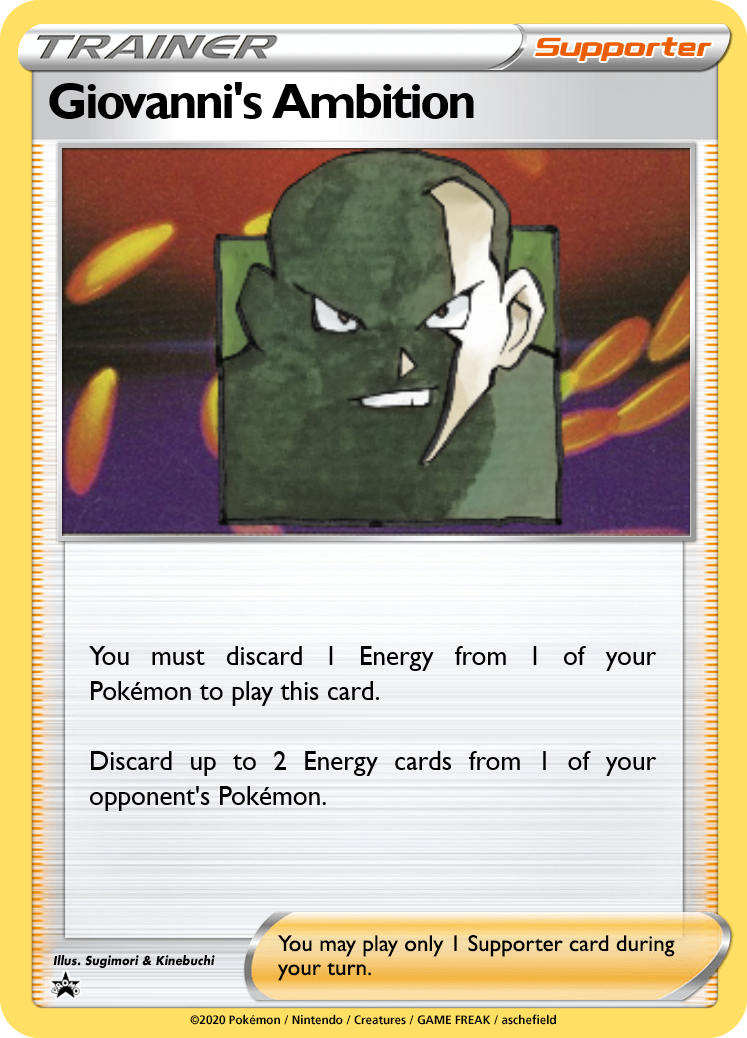 TRAINER
Supporter
Giovanni's Ambition
You must discard 1 Energy from 1 of your
Pokémon to play this card.
Discard up to 2 Energy cards from 1 of your
opponent's Pokémon.
Illus. Sugimori & Kinebuchi
You may play only 1 Supporter card during
your turn.
PROMO
©2020 Pokémon / Nintendo / Creatures / GAME FREAK / aschefield